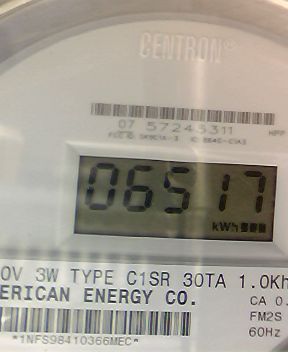 CENTRON®
07 57245311
06517
kWh
0V 3W TYPE C1SR 30TA 1.0Kh
ERICAN ENERGY CO.
CA 0.
FM2S
60Hz
*1NFS98410366MEC*